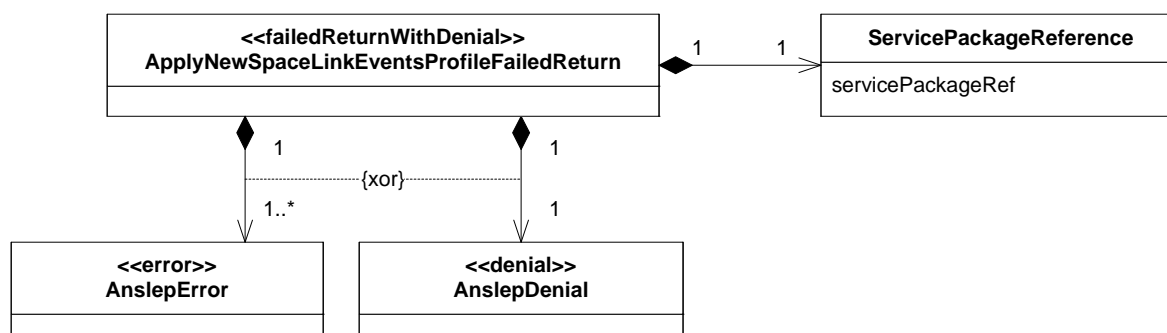 <<failedReturnWithDenial>>
ApplyNewSpaceLinkEventsProfileFailedReturn
1
1
ServicePackageReference
servicePackageRef
1
1
{xor}
1..*
1
<<error>>
AnslepError
<<denial>>
AnslepDenial